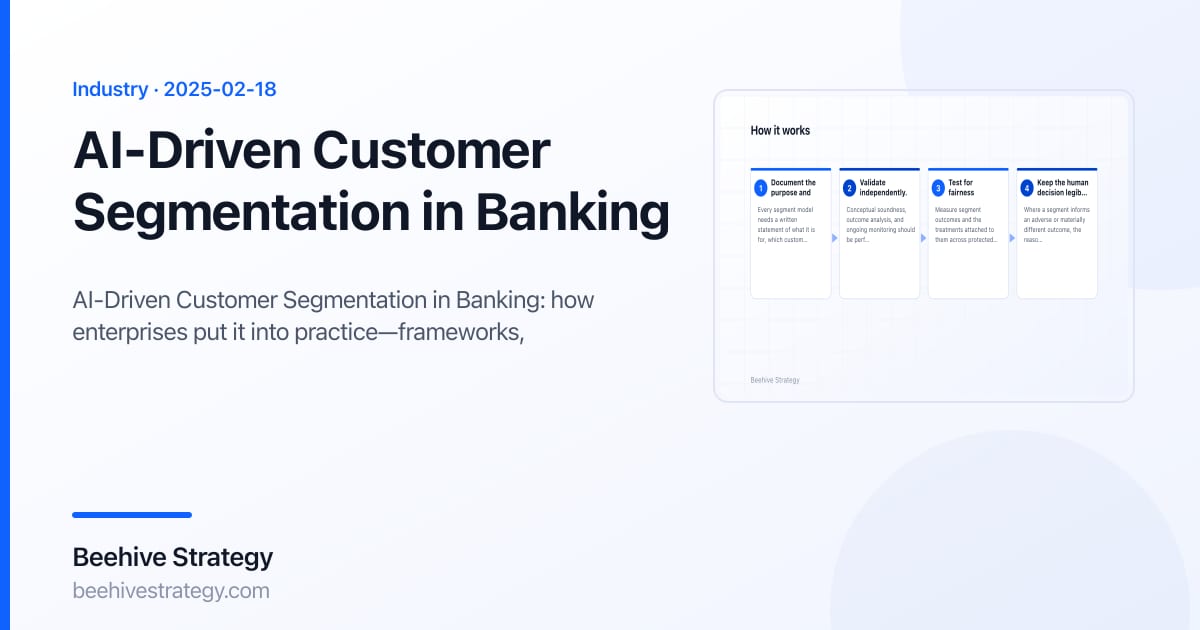 Industry · 2025-02-18
AI-Driven Customer
Segmentation in Banking
AI-Driven Customer Segmentation in Banking: how
enterprises put it into practice—frameworks,
Beehive Strategy
beehivestrategy.com
How it works
1
Document the
purpose and
Every segment model
needs a written
statement of what it is
for, which custom...
2
Validate
independently.
Conceptual soundness,
outcome analysis, and
ongoing monitoring should
be perf...
3
Test for
fairness
Measure segment
outcomes and the
treatments attached to
them across protected...
4
Keep the human
decision legib...
Where a segment informs
an adverse or materially
different outcome, the
reaso...
Beehive Strategy